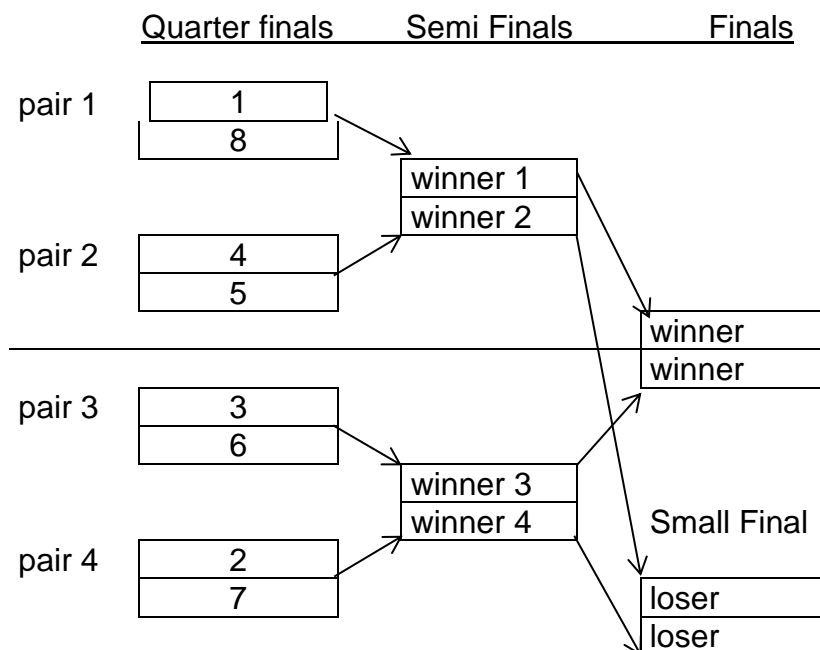 Quarter finals Semi Finals Finals
pair 1
1
8
winner 1
winner 2
pair 2
4
5
winner
winner
pair 3
3
6
winner 3
winner 4
Small Final
pair 4
2
7
loser
loser